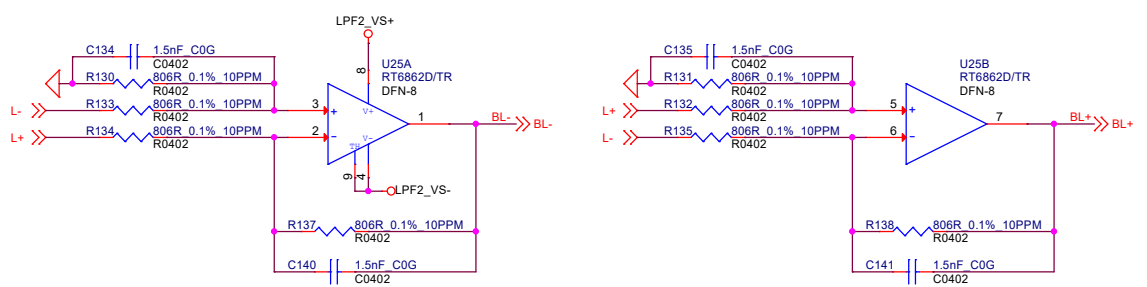 LPF2_VS+
C134 1.5nF_C0G
C0402
R130 806R_0.1%_10PPM
R0402
L- R133 806R_0.1%_10PPM
R0402
L+ R134 806R_0.1%_10PPM
R0402
U25A
RT6862D/TR
DFN-8
8
3 + V+
2 - V-
TH
1
BL- BL-
9 4
LPF2_VS-
R137 806R_0.1%_10PPM
R0402
C140 1.5nF_C0G
C0402
C135 1.5nF_C0G
C0402
R131 806R_0.1%_10PPM
R0402
L+ R132 806R_0.1%_10PPM
R0402
L- R135 806R_0.1%_10PPM
R0402
U25B
RT6862D/TR
DFN-8
5 +
6 -
7
BL+ BL+
R138 806R_0.1%_10PPM
R0402
C141 1.5nF_C0G
C0402